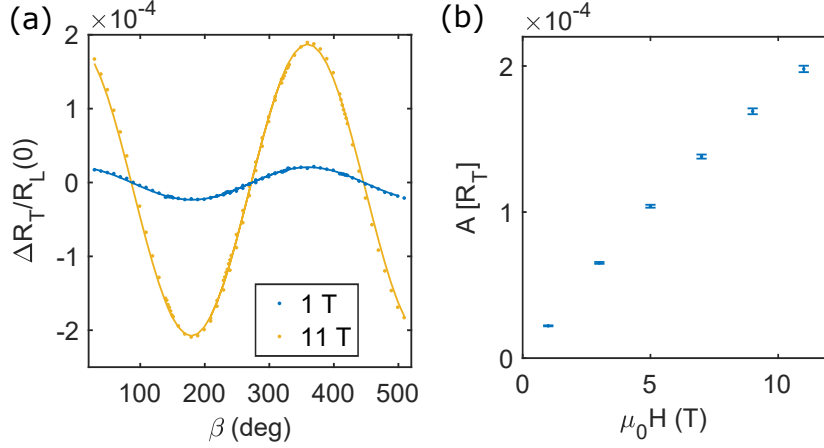 (a)
×10⁻⁴
2
1
0
-1
-2
ΔR_T/R_L(0)
1 T
11 T
100 200 300 400 500
β (deg)
(b)
×10⁻⁴
2
1
0
A [R_T]
0 5 10
μ₀H (T)